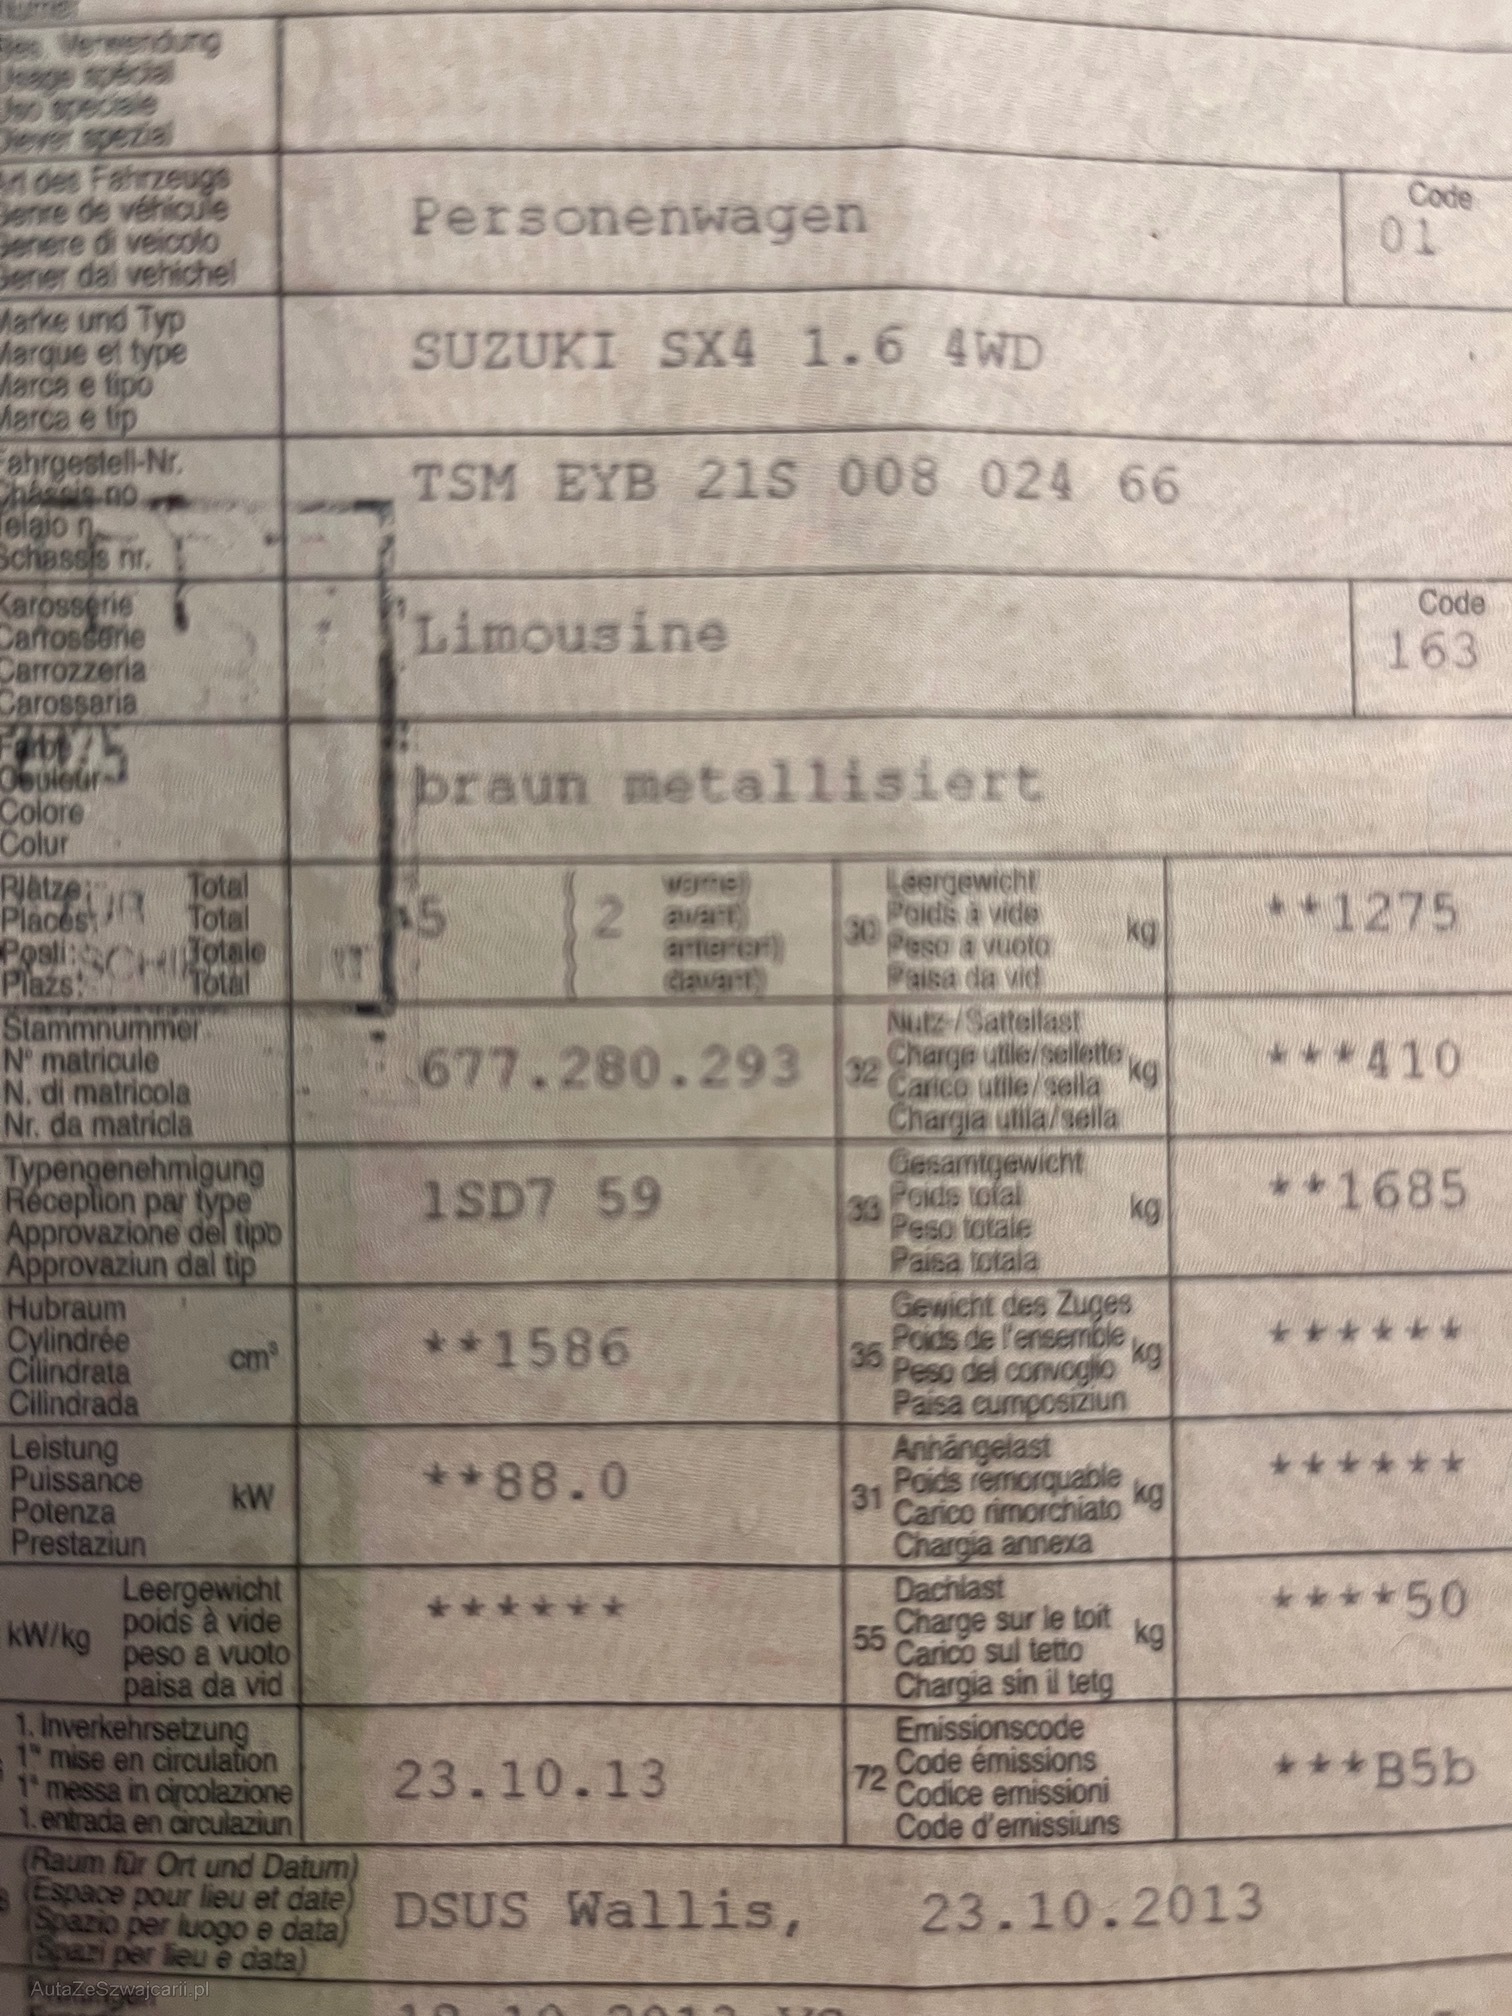 Name
Bes. Verwendung
Usage spécial
Uso speciale
Diever spezial
Art des Fahrzeugs
Genre de véhicule
Genere di veicolo
Gener dal vehichel
Personenwagen
Code
01
Marke und Typ
Marque et type
Marca e tipo
Marca e tip
SUZUKI SX4 1.6 4WD
Fahrgestell-Nr.
Châssis no
Telaio n.
Schassis nr.
TSM EYB 21S 008 024 66
Karosserie
Carrosserie
Carrozzeria
Carossaria
Limousine
Code
163
Farbe
Couleur
Colore
Colur
braun metallisiert
Plätze: Total
Places: Total
Posti: Totale
Plazs: Total
5
2
vorne)
avant)
anteriori)
davant)
30
Leergewicht
Poids à vide
Peso a vuoto
Paisa da vid
kg
**1275
Stammnummer
N° matricule
N. di matricola
Nr. da matricla
677.280.293
32
Nutz-/Sattellast
Charge utile/sellette
Carico utile/sella
Chargia utila/sella
kg
***410
Typengenehmigung
Réception par type
Approvazione del tipo
Approvaziun dal tip
1SD7 59
33
Gesamtgewicht
Poids total
Peso totale
Paisa totala
kg
**1685
Hubraum
Cylindrée
Cilindrata
Cilindrada
cm³
**1586
35
Gewicht des Zuges
Poids de l'ensemble
Peso del convoglio
Paisa cumposiziun
kg
******
Leistung
Puissance
Potenza
Prestaziun
kW
**88.0
31
Anhängelast
Poids remorquable
Carico rimorchiato
Chargia annexa
kg
******
kW/kg
Leergewicht
poids à vide
peso a vuoto
paisa da vid
******
55
Dachlast
Charge sur le toit
Carico sul tetto
Chargia sin il tetg
kg
****50
1. Inverkehrsetzung
1re mise en circulation
1a messa in circolazione
1. entrada en circulaziun
23.10.13
72
Emissionscode
Code émissions
Codice emissioni
Code d'emissiuns
***B5b
(Raum für Ort und Datum)
(Espace pour lieu et date)
(Spazio per luogo e data)
(Spazi per lieu e data)
DSUS Wallis, 23.10.2013
AutaZeSzwajcarii.pl